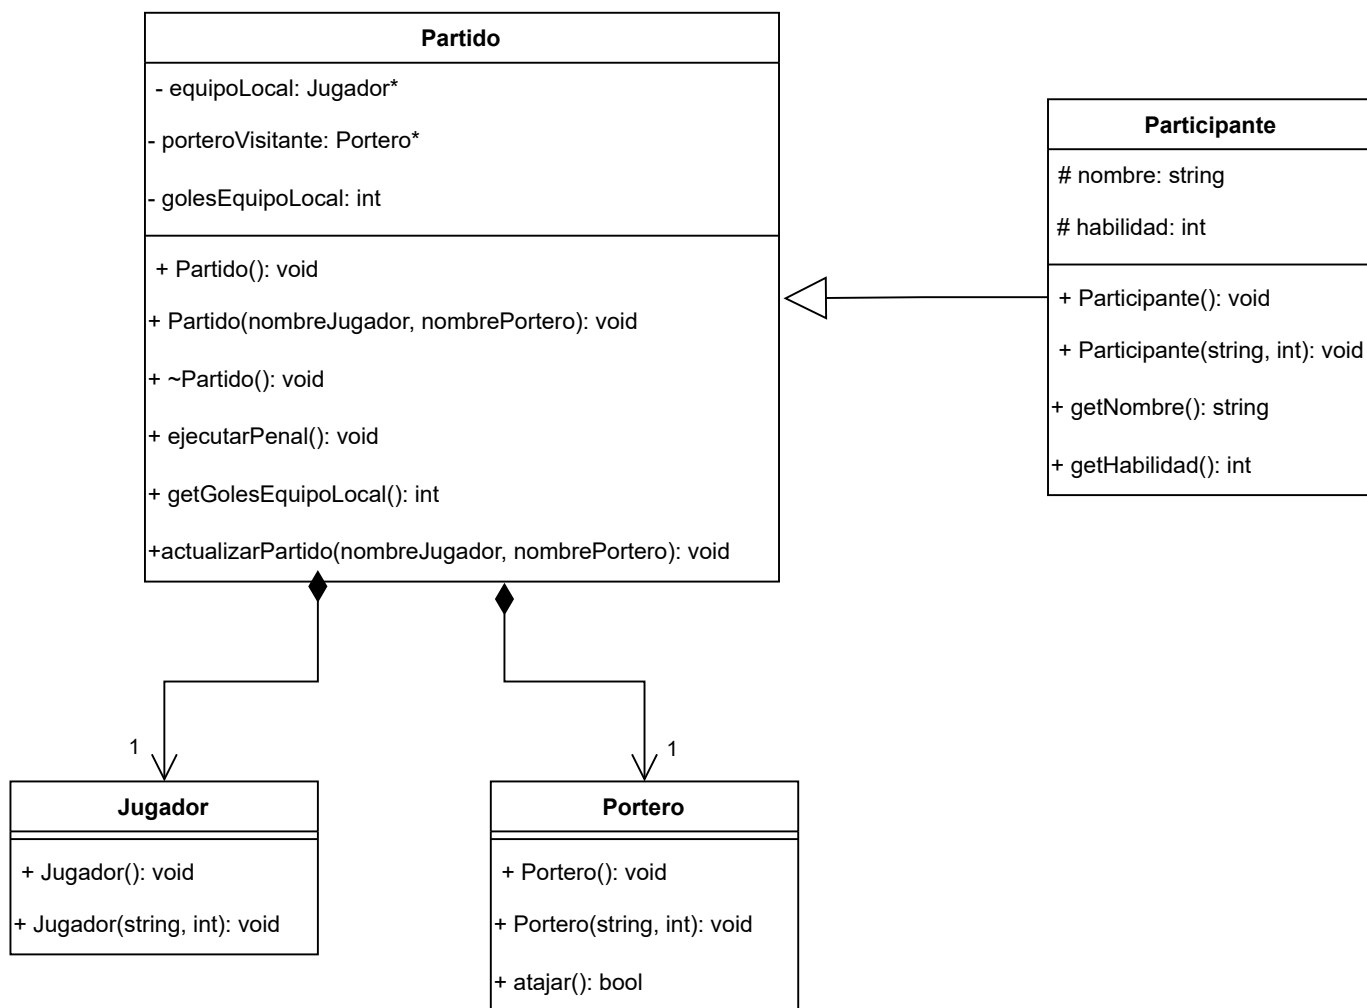 Partido
- equipoLocal: Jugador*
- porteroVisitante: Portero*
- golesEquipoLocal: int
+ Partido(): void
+ Partido(nombreJugador, nombrePortero): void
+ ~Partido(): void
+ ejecutarPenal(): void
+ getGolesEquipoLocal(): int
+actualizarPartido(nombreJugador, nombrePortero): void
Participante
# nombre: string
# habilidad: int
+ Participante(): void
+ Participante(string, int): void
+ getNombre(): string
+ getHabilidad(): int
1
1
Jugador
+ Jugador(): void
+ Jugador(string, int): void
Portero
+ Portero(): void
+ Portero(string, int): void
+ atajar(): bool